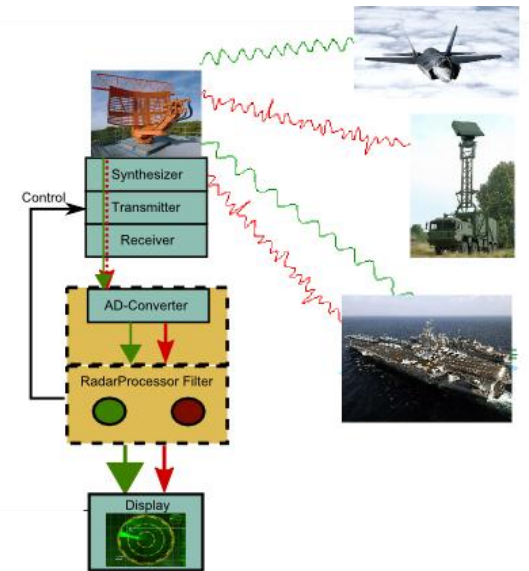 Synthesizer
Control
Transmitter
Receiver
AD-Converter
RadarProcessor Filter
Display